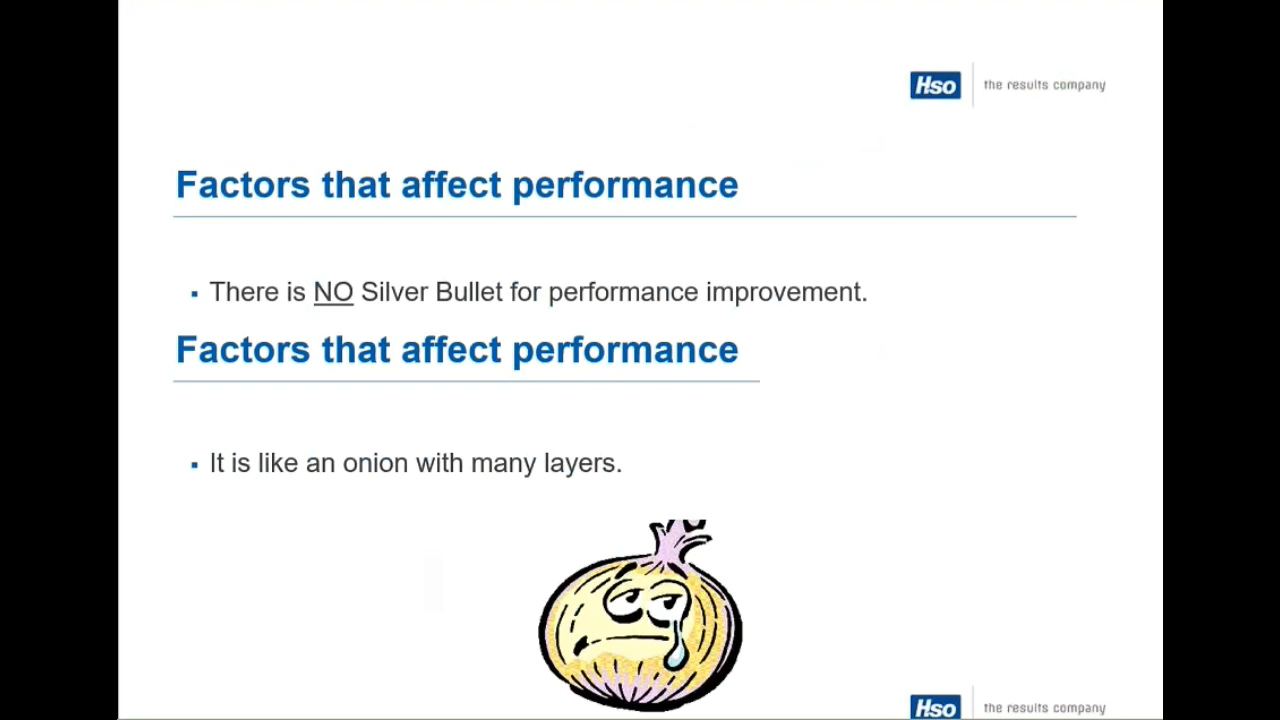 Hso the results company
Factors that affect performance
▪ There is NO Silver Bullet for performance improvement.
Factors that affect performance
▪ It is like an onion with many layers.
Hso the results company